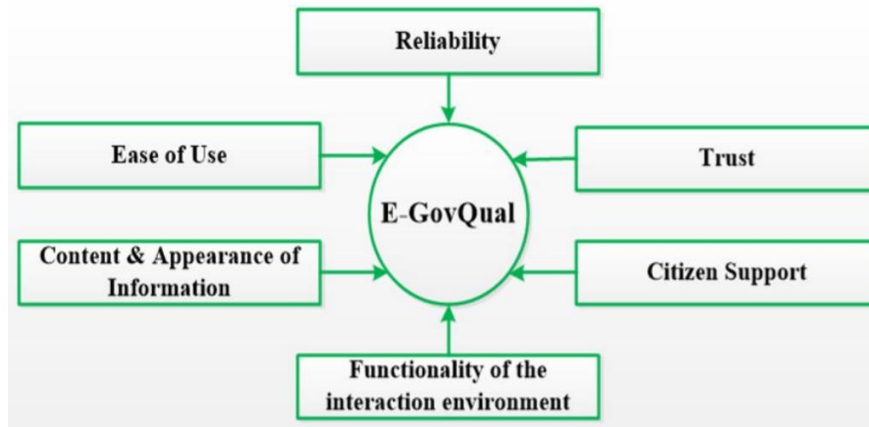 Reliability
Ease of Use
Trust
E-GovQual
Content & Appearance of
Information
Citizen Support
Functionality of the
interaction environment